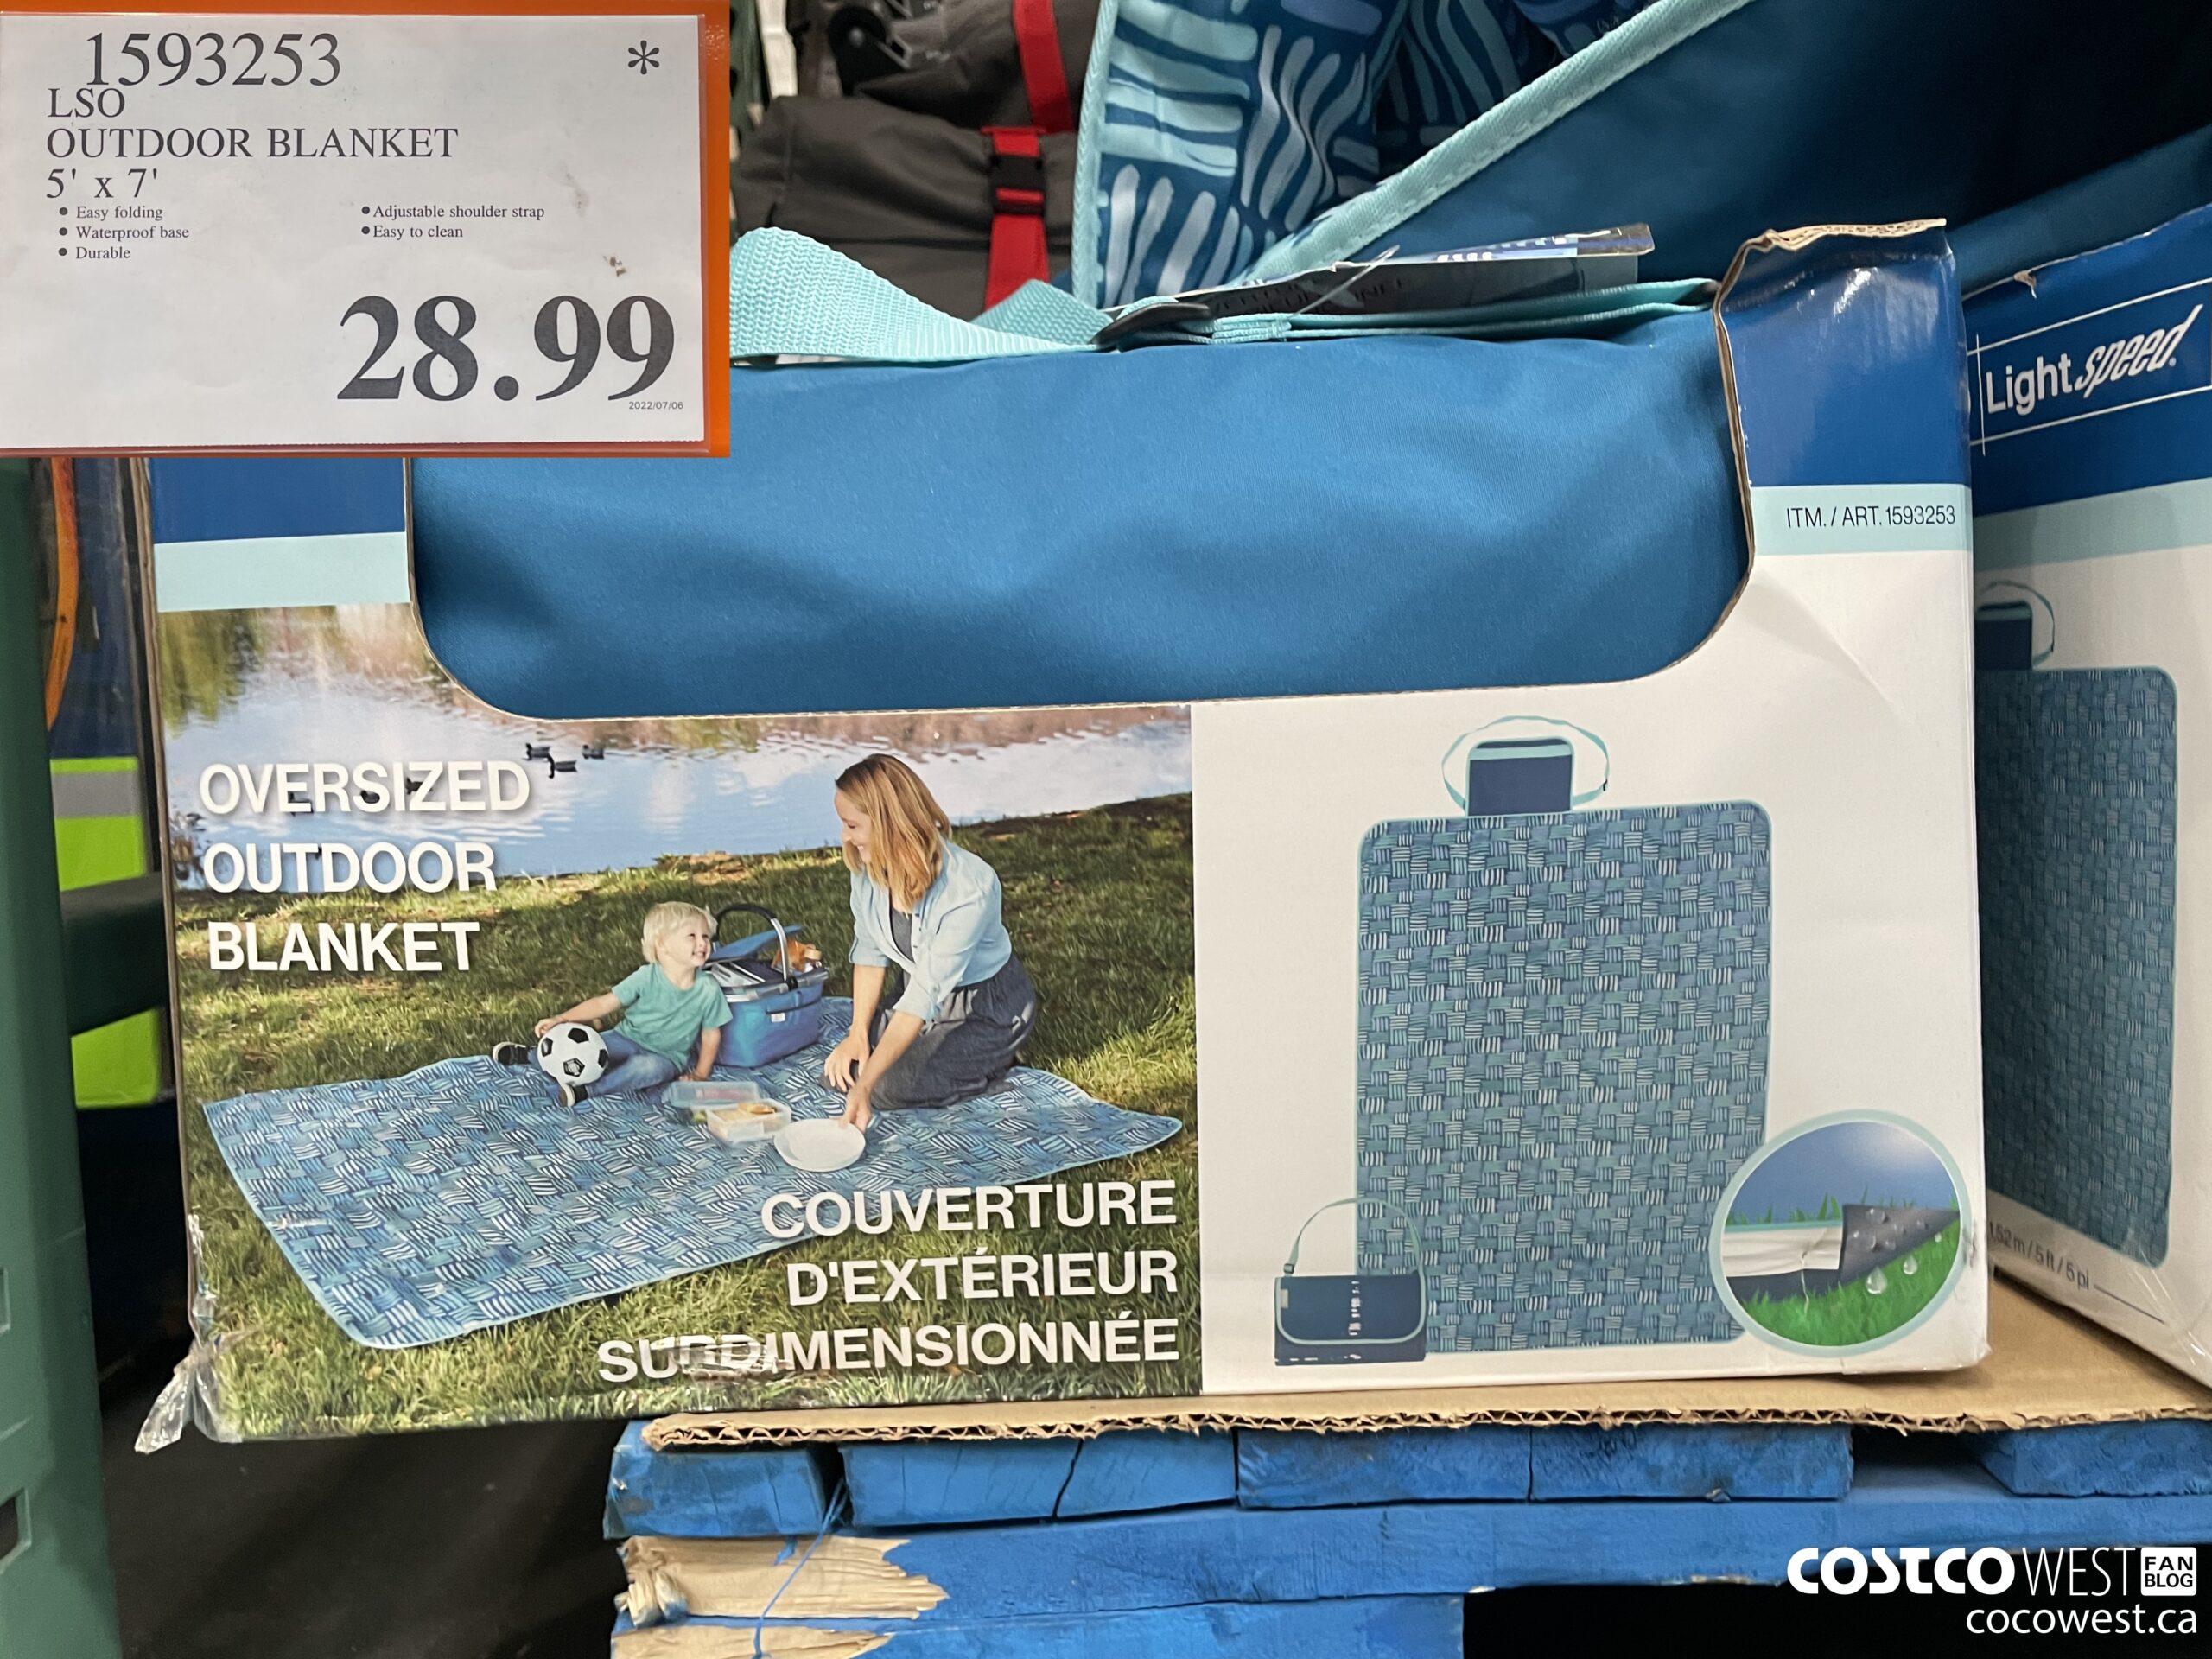 1593253 *
LSO
OUTDOOR BLANKET
5' x 7'
• Easy folding
• Waterproof base
• Durable
• Adjustable shoulder strap
• Easy to clean
28.99
2022/07/06
Lightspeed.
ITM. / ART. 1593253
OVERSIZED
OUTDOOR
BLANKET
COUVERTURE
D'EXTÉRIEUR
SURDIMENSIONNÉE
1.52m / 5 ft / 5 pi
COSTCO WEST FAN BLOG
cocowest.ca